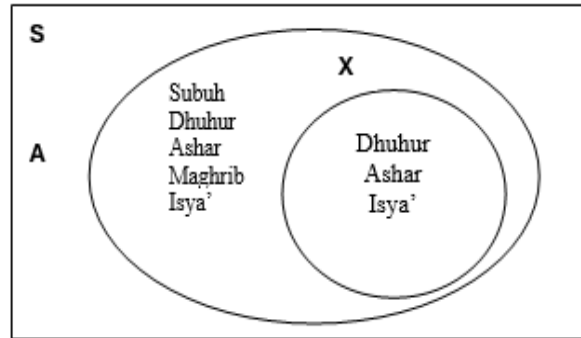 S
X
A
Subuh
Dhuhur
Ashar
Maghrib
Isya'
Dhuhur
Ashar
Isya'